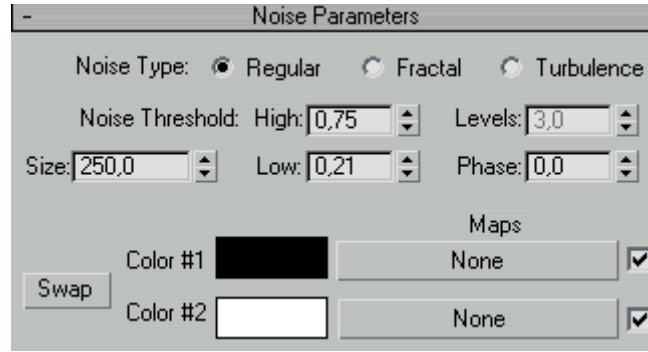 - Noise Parameters
Noise Type: Regular Fractal Turbulence
Noise Threshold: High: 0,75 Levels: 3,0
Size: 250,0 Low: 0,21 Phase: 0,0
Maps
Color #1 None
Swap
Color #2 None